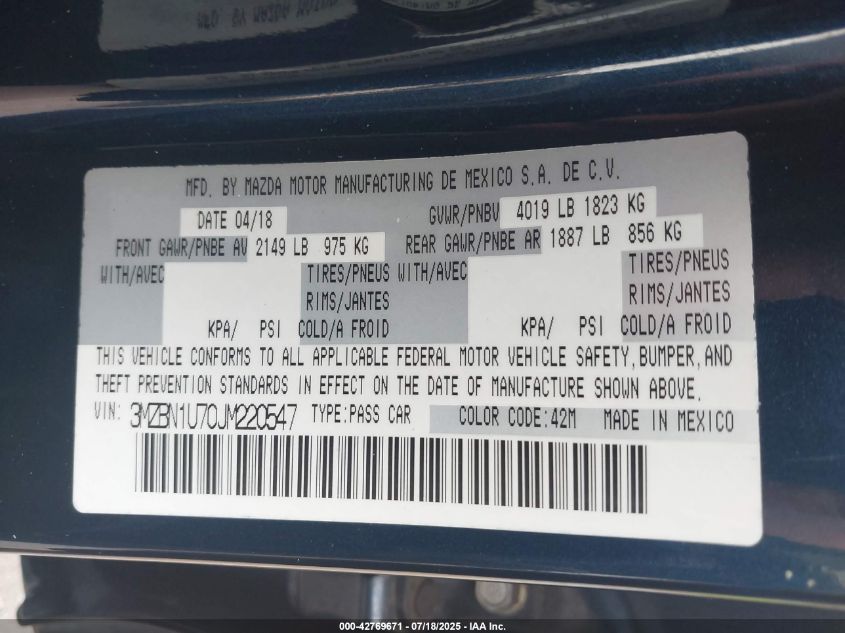 MFD. BY MAZDA MOTOR MANUFACTURING DE MEXICO S.A. DE C.V.
DATE 04/18 GVWR/PNBV 4019 LB 1823 KG
FRONT GAWR/PNBE AV 2149 LB 975 KG REAR GAWR/PNBE AR 1887 LB 856 KG
WITH/AVEC TIRES/PNEUS WITH/AVEC TIRES/PNEUS
RIMS/JANTES RIMS/JANTES
KPA/ PSI COLD/A FROID KPA/ PSI COLD/A FROID
THIS VEHICLE CONFORMS TO ALL APPLICABLE FEDERAL MOTOR VEHICLE SAFETY, BUMPER, AND
THEFT PREVENTION STANDARDS IN EFFECT ON THE DATE OF MANUFACTURE SHOWN ABOVE.
VIN: 3MZBN1U70JM220547 TYPE:PASS CAR COLOR CODE:42M MADE IN MEXICO
000-42769671 - 07/18/2025 - IAA Inc.